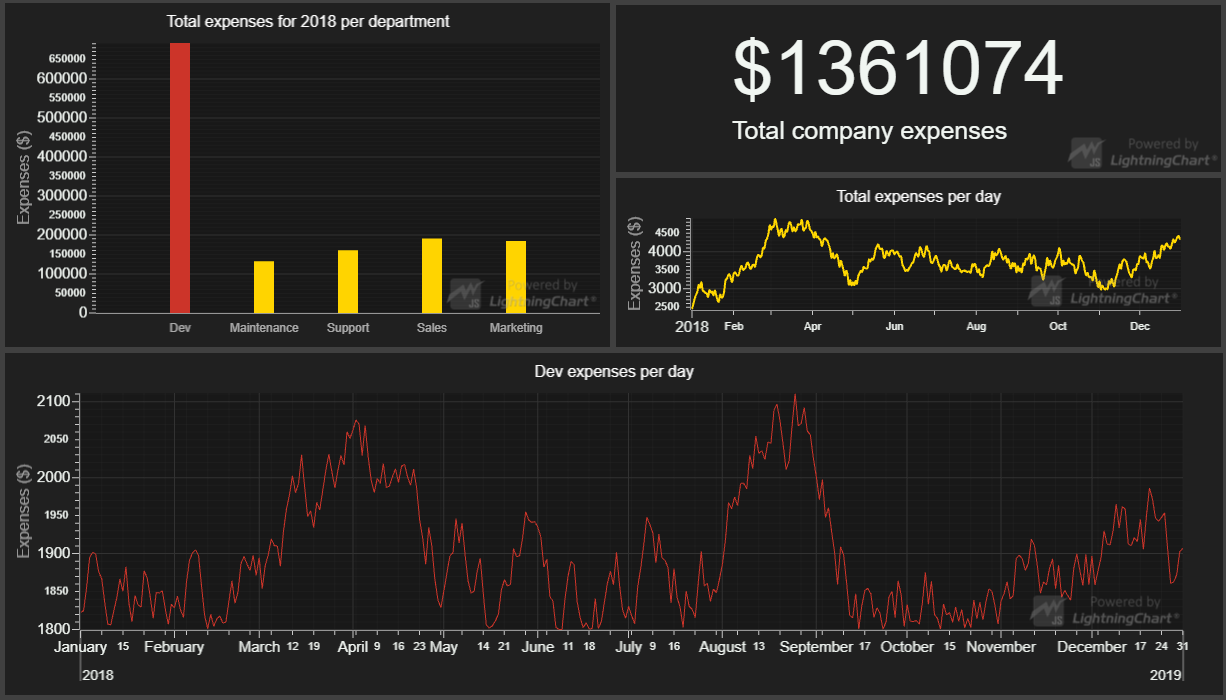 Total expenses for 2018 per department
Expenses ($)
650000
600000
550000
500000
450000
400000
350000
300000
250000
200000
150000
100000
50000
0
Dev Maintenance Support Sales Marketing
Powered by
JS LightningChart®
$1361074
Total company expenses
Powered by
JS LightningChart®
Total expenses per day
Expenses ($)
4500
4000
3500
3000
2500
2018 Feb Apr Jun Aug Oct Dec
Powered by
JS LightningChart®
Dev expenses per day
Expenses ($)
2100
2050
2000
1950
1900
1850
1800
January 15 February March 12 19 April 9 16 23 May 14 21 June 11 18 July 9 16 August 13 September 17 October 15 November December 17 24 31
2018 2019
Powered by
JS LightningChart®